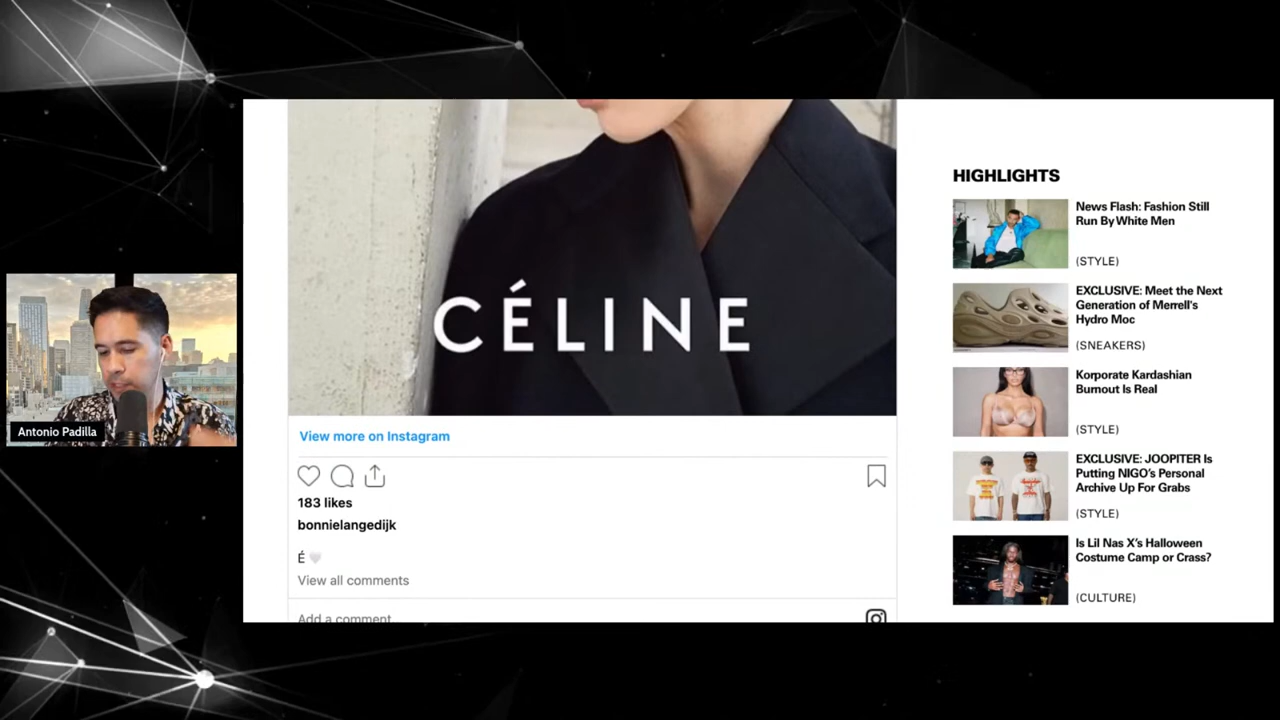 CÉLINE
View more on Instagram
183 likes
bonnielangedijk
É 🤍
View all comments
Add a comment
HIGHLIGHTS
News Flash: Fashion Still
Run By White Men
(STYLE)
EXCLUSIVE: Meet the Next
Generation of Merrell's
Hydro Moc
(SNEAKERS)
Korporate Kardashian
Burnout Is Real
(STYLE)
EXCLUSIVE: JOOPITER Is
Putting NIGO’s Personal
Archive Up For Grabs
(STYLE)
Is Lil Nas X’s Halloween
Costume Camp or Crass?
(CULTURE)
Antonio Padilla